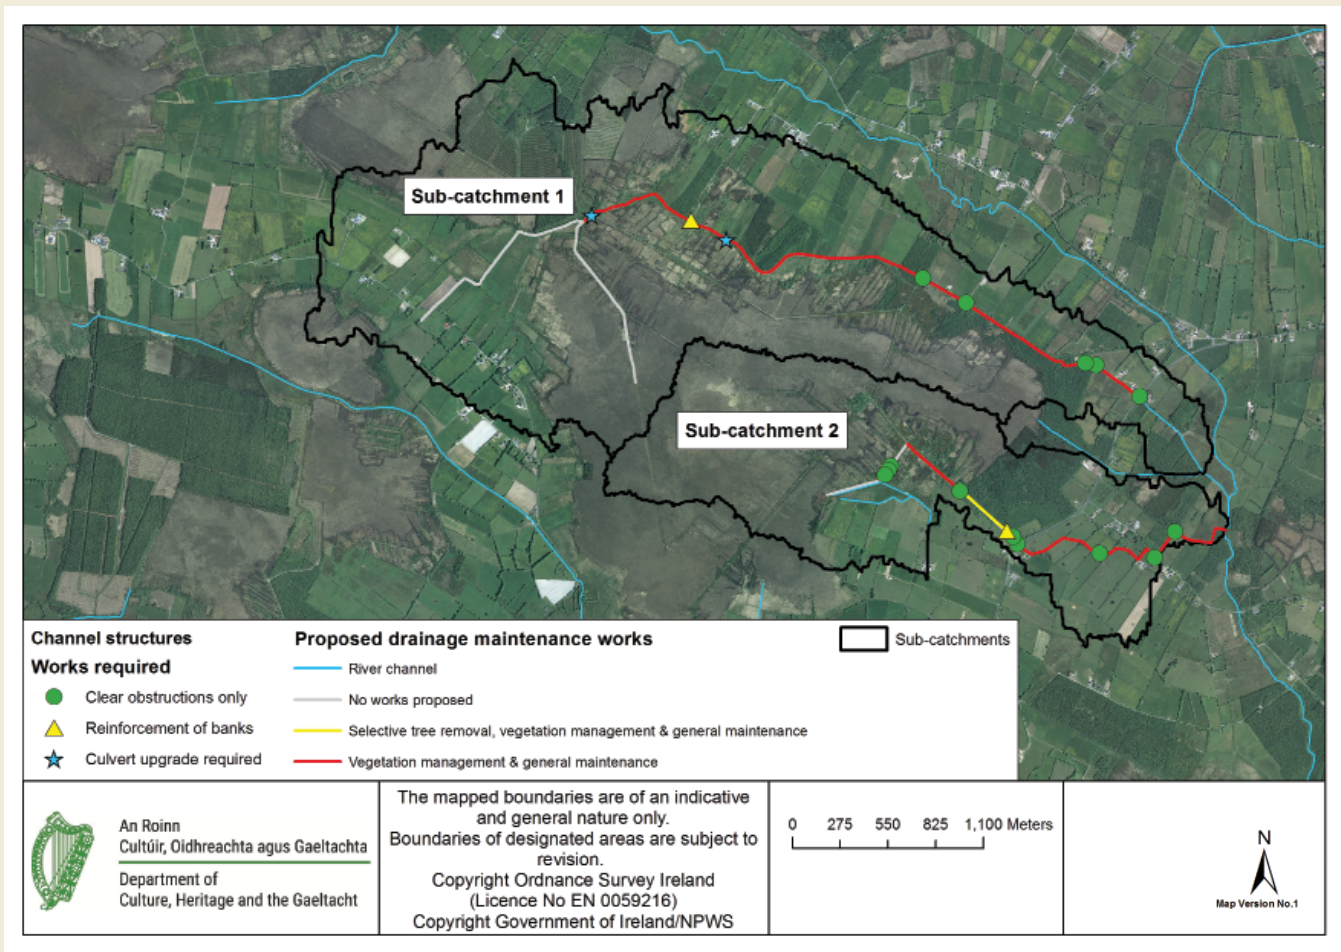 Sub-catchment 1
Sub-catchment 2
Channel structures
Works required
Clear obstructions only
Reinforcement of banks
Culvert upgrade required
Proposed drainage maintenance works
River channel
No works proposed
Selective tree removal, vegetation management & general maintenance
Vegetation management & general maintenance
Sub-catchments
An Roinn
Cultúir, Oidhreachta agus Gaeltachta
Department of
Culture, Heritage and the Gaeltacht
The mapped boundaries are of an indicative
and general nature only.
Boundaries of designated areas are subject to
revision.
Copyright Ordnance Survey Ireland
(Licence No EN 0059216)
Copyright Government of Ireland/NPWS
0 275 550 825 1,100 Meters
N
Map Version No.1